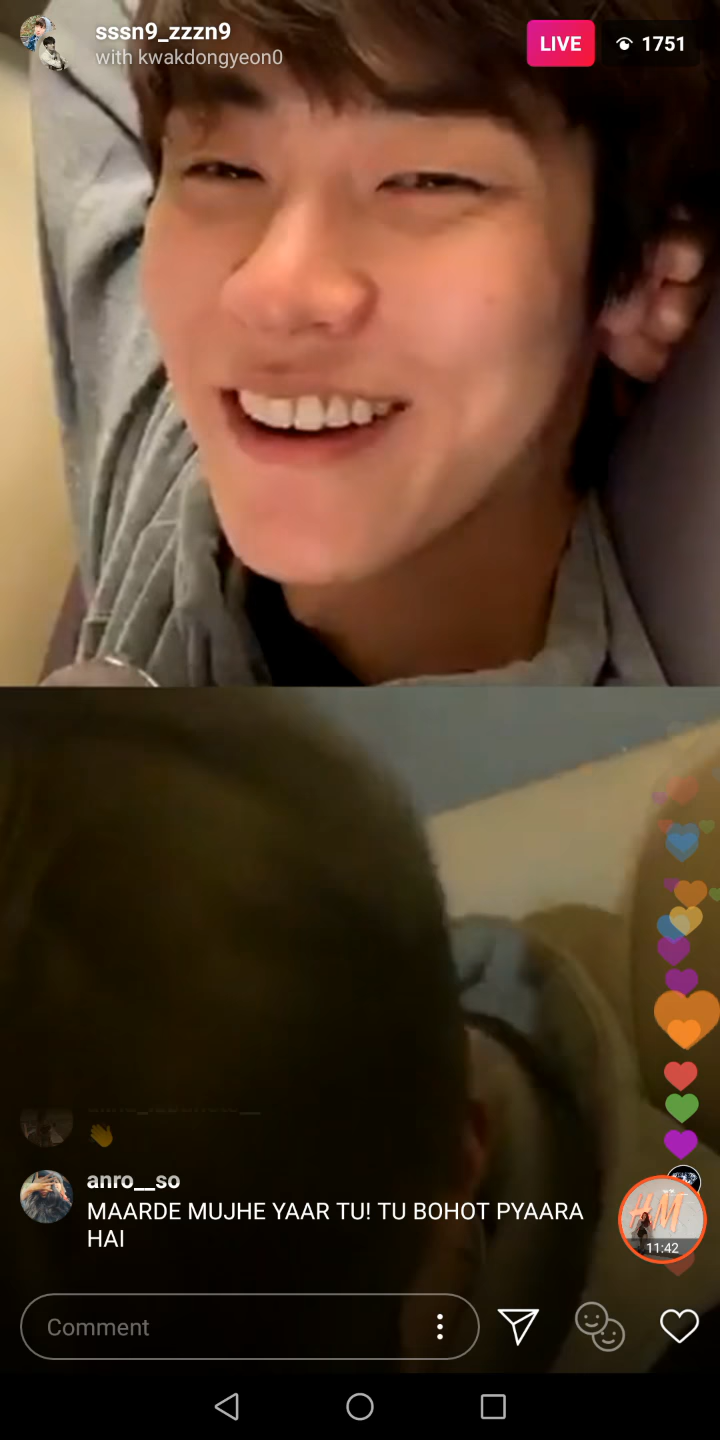 sssn9_zzzn9
with kwakdongyeon0
LIVE
1751
👋
anro__so
MAARDE MUJHE YAAR TU! TU BOHOT PYAARA
HAI
HM
11:42
Comment